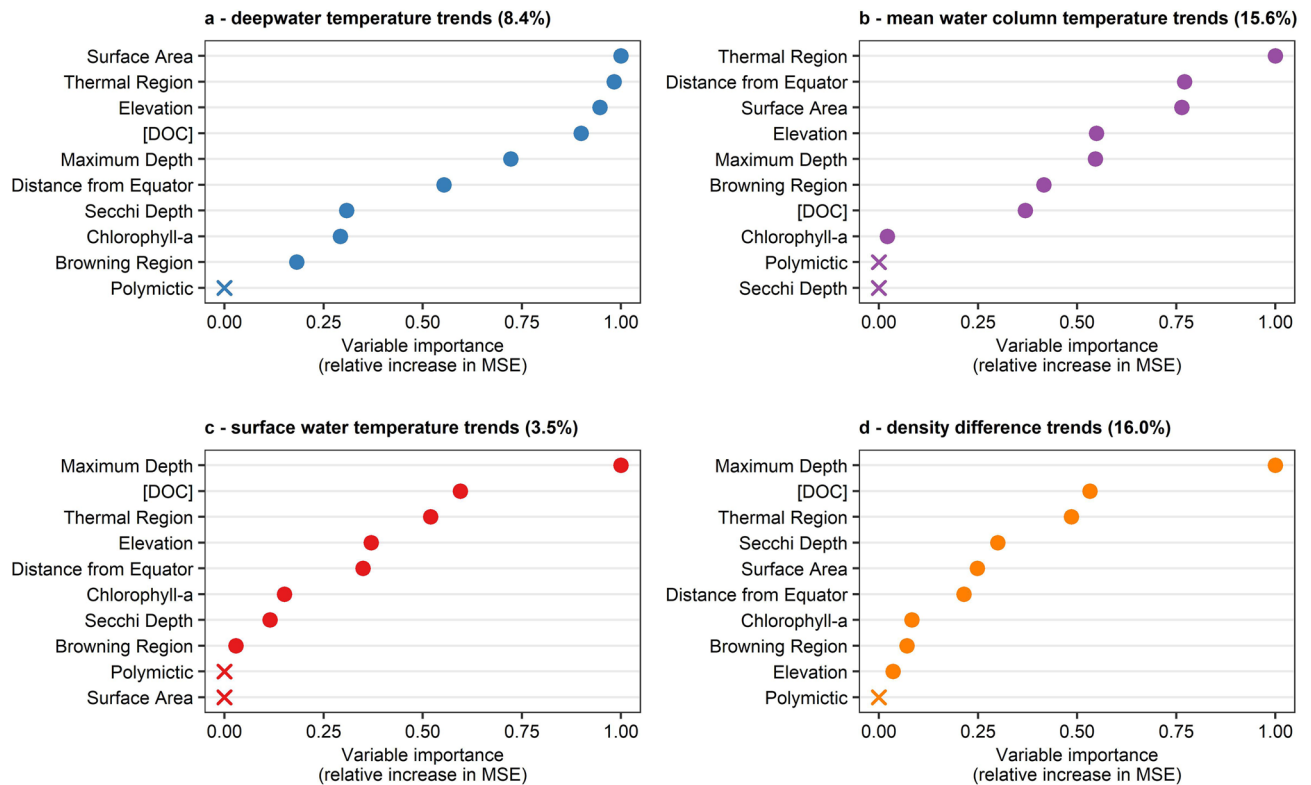 a - deepwater temperature trends (8.4%)
Surface Area
Thermal Region
Elevation
[DOC]
Maximum Depth
Distance from Equator
Secchi Depth
Chlorophyll-a
Browning Region
Polymictic
0.00 0.25 0.50 0.75 1.00
Variable importance
(relative increase in MSE)
b - mean water column temperature trends (15.6%)
Thermal Region
Distance from Equator
Surface Area
Elevation
Maximum Depth
Browning Region
[DOC]
Chlorophyll-a
Polymictic
Secchi Depth
0.00 0.25 0.50 0.75 1.00
Variable importance
(relative increase in MSE)
c - surface water temperature trends (3.5%)
Maximum Depth
[DOC]
Thermal Region
Elevation
Distance from Equator
Chlorophyll-a
Secchi Depth
Browning Region
Polymictic
Surface Area
0.00 0.25 0.50 0.75 1.00
Variable importance
(relative increase in MSE)
d - density difference trends (16.0%)
Maximum Depth
[DOC]
Thermal Region
Secchi Depth
Surface Area
Distance from Equator
Chlorophyll-a
Browning Region
Elevation
Polymictic
0.00 0.25 0.50 0.75 1.00
Variable importance
(relative increase in MSE)